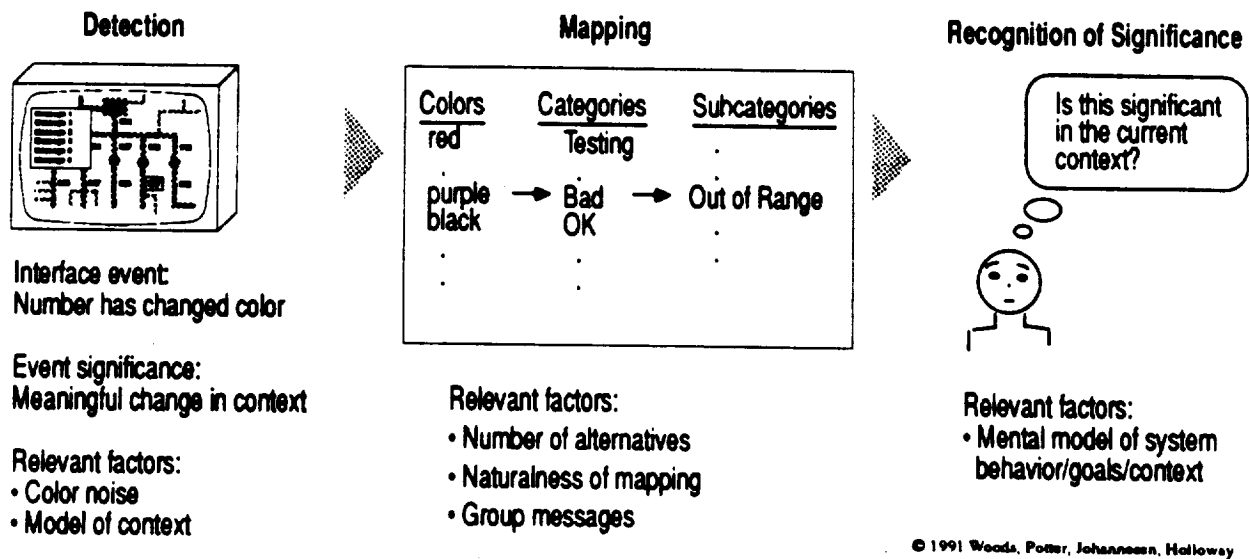 Detection
Interface event:
Number has changed color
Event significance:
Meaningful change in context
Relevant factors:
• Color noise
• Model of context
Mapping
Colors Categories Subcategories
red Testing .
. . .
purple → Bad → Out of Range
black OK .
. . .
. .
Relevant factors:
• Number of alternatives
• Naturalness of mapping
• Group messages
Recognition of Significance
Is this significant
in the current
context?
Relevant factors:
• Mental model of system
behavior/goals/context
© 1991 Woods, Potter, Johannesen, Holloway